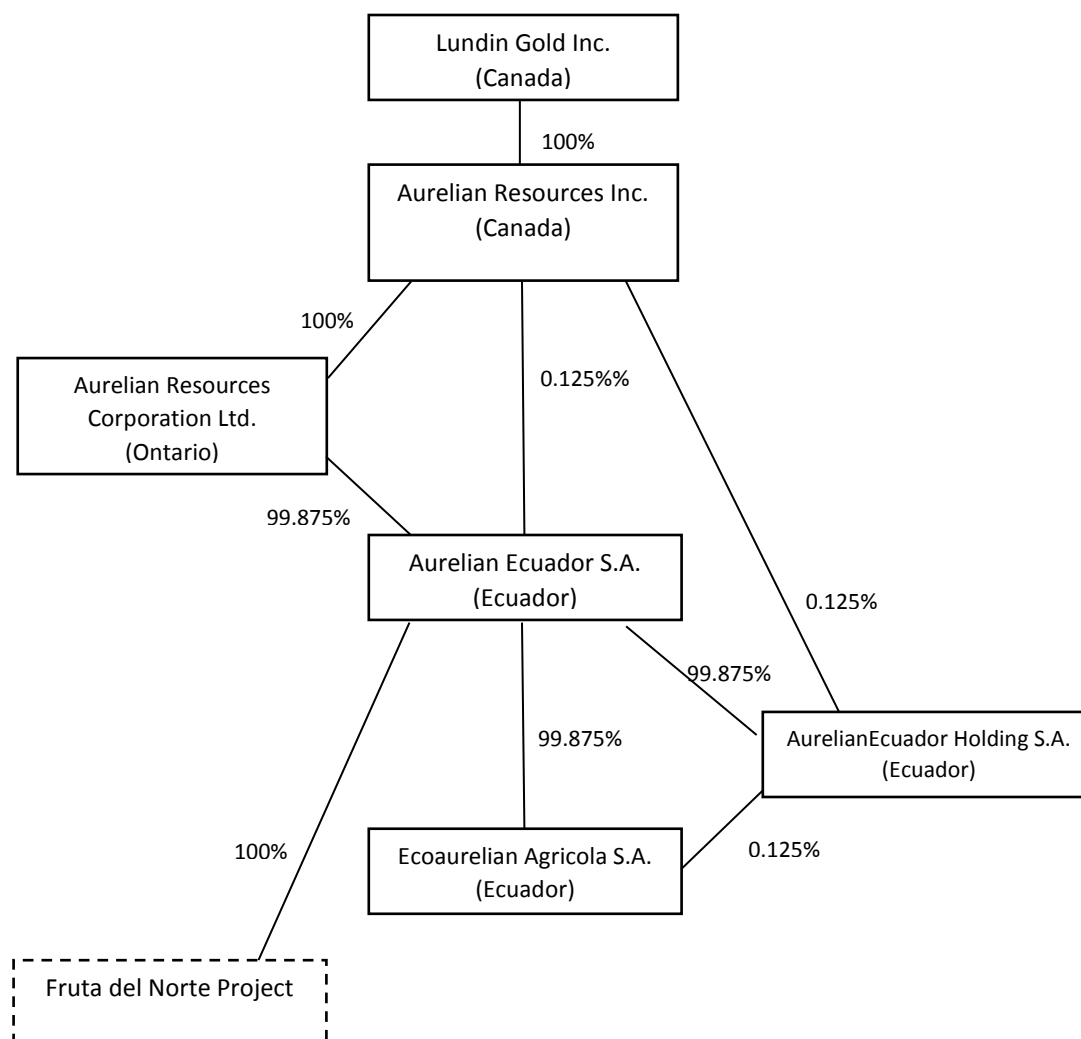 Lundin Gold Inc.
(Canada)
100%
Aurelian Resources Inc.
(Canada)
100%
Aurelian Resources
Corporation Ltd.
(Ontario)
0.125%%
99.875%
Aurelian Ecuador S.A.
(Ecuador)
0.125%
99.875%
99.875%
AurelianEcuador Holding S.A.
(Ecuador)
100%
Ecoaurelian Agricola S.A.
(Ecuador)
0.125%
Fruta del Norte Project